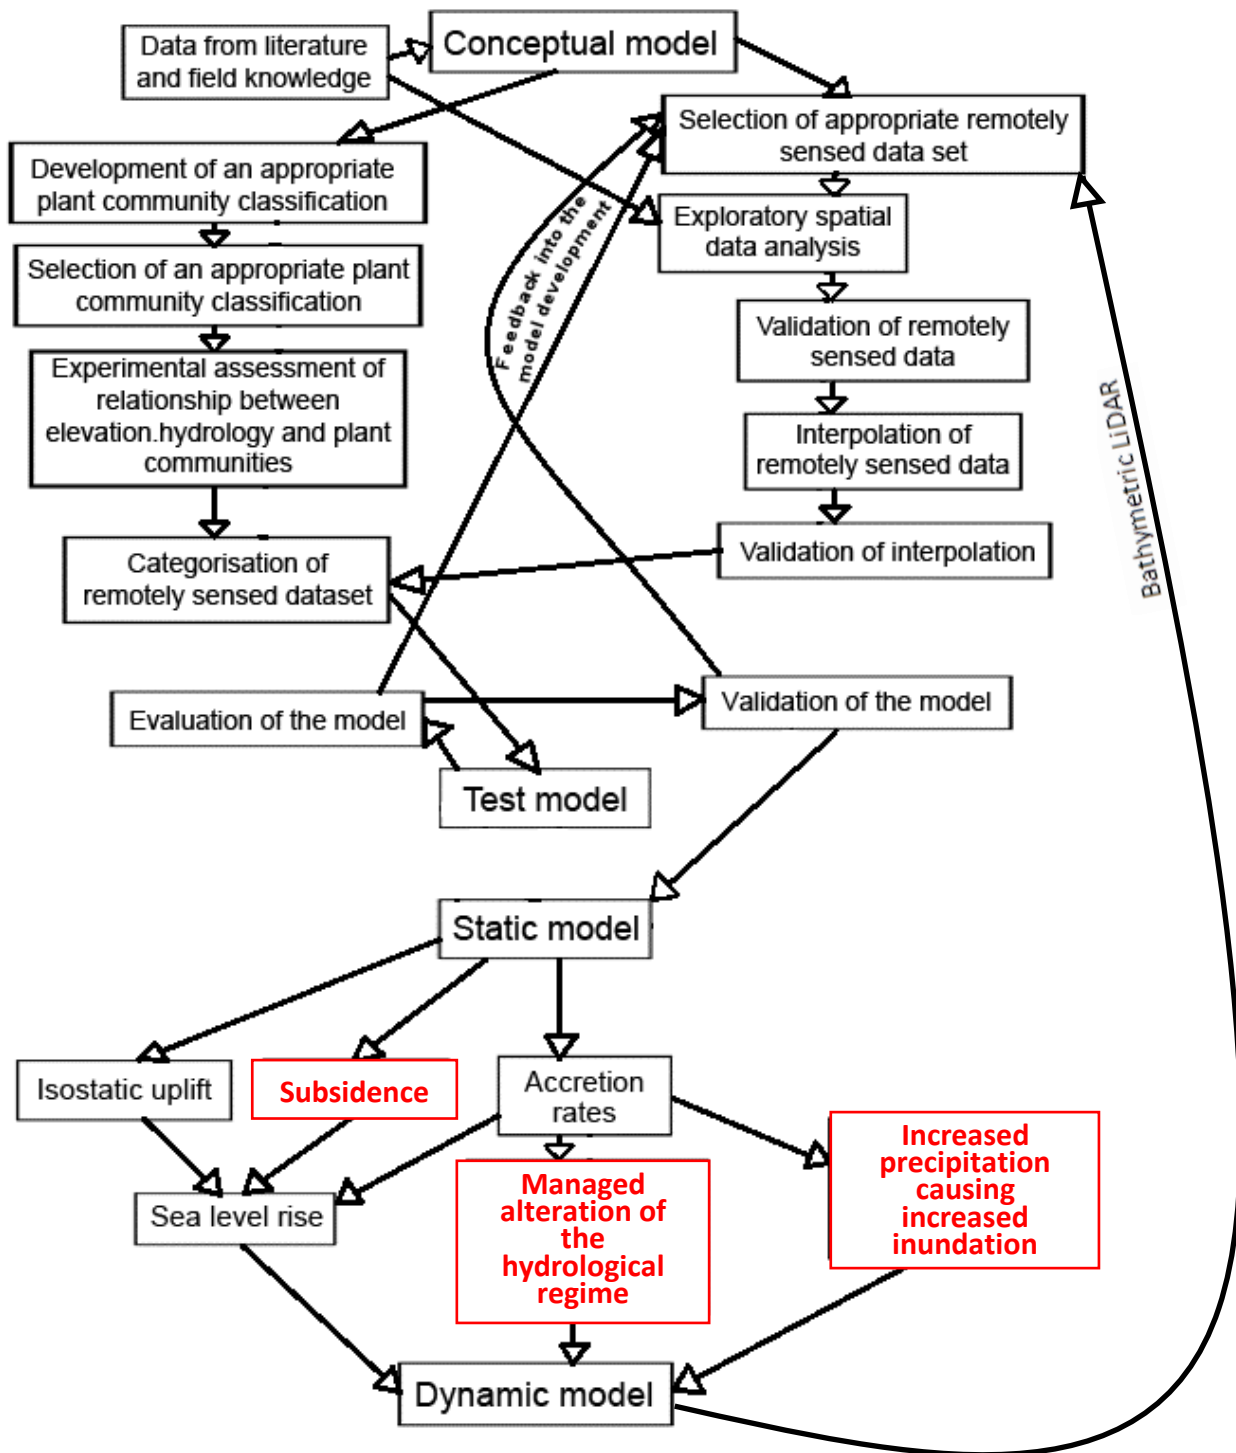 Data from literature
and field knowledge
Conceptual model
Selection of appropriate remotely
sensed data set
Development of an appropriate
plant community classification
Exploratory spatial
data analysis
Feedback into the
model development
Selection of an appropriate plant
community classification
Validation of remotely
sensed data
Experimental assessment of
relationship between
elevation.hydrology and plant
communities
Interpolation of
remotely sensed data
Bathymetric LiDAR
Validation of interpolation
Categorisation of
remotely sensed dataset
Evaluation of the model
Validation of the model
Test model
Static model
Isostatic uplift
Subsidence
Accretion
rates
Increased
precipitation
causing
increased
inundation
Managed
alteration of
the
hydrological
regime
Sea level rise
Dynamic model